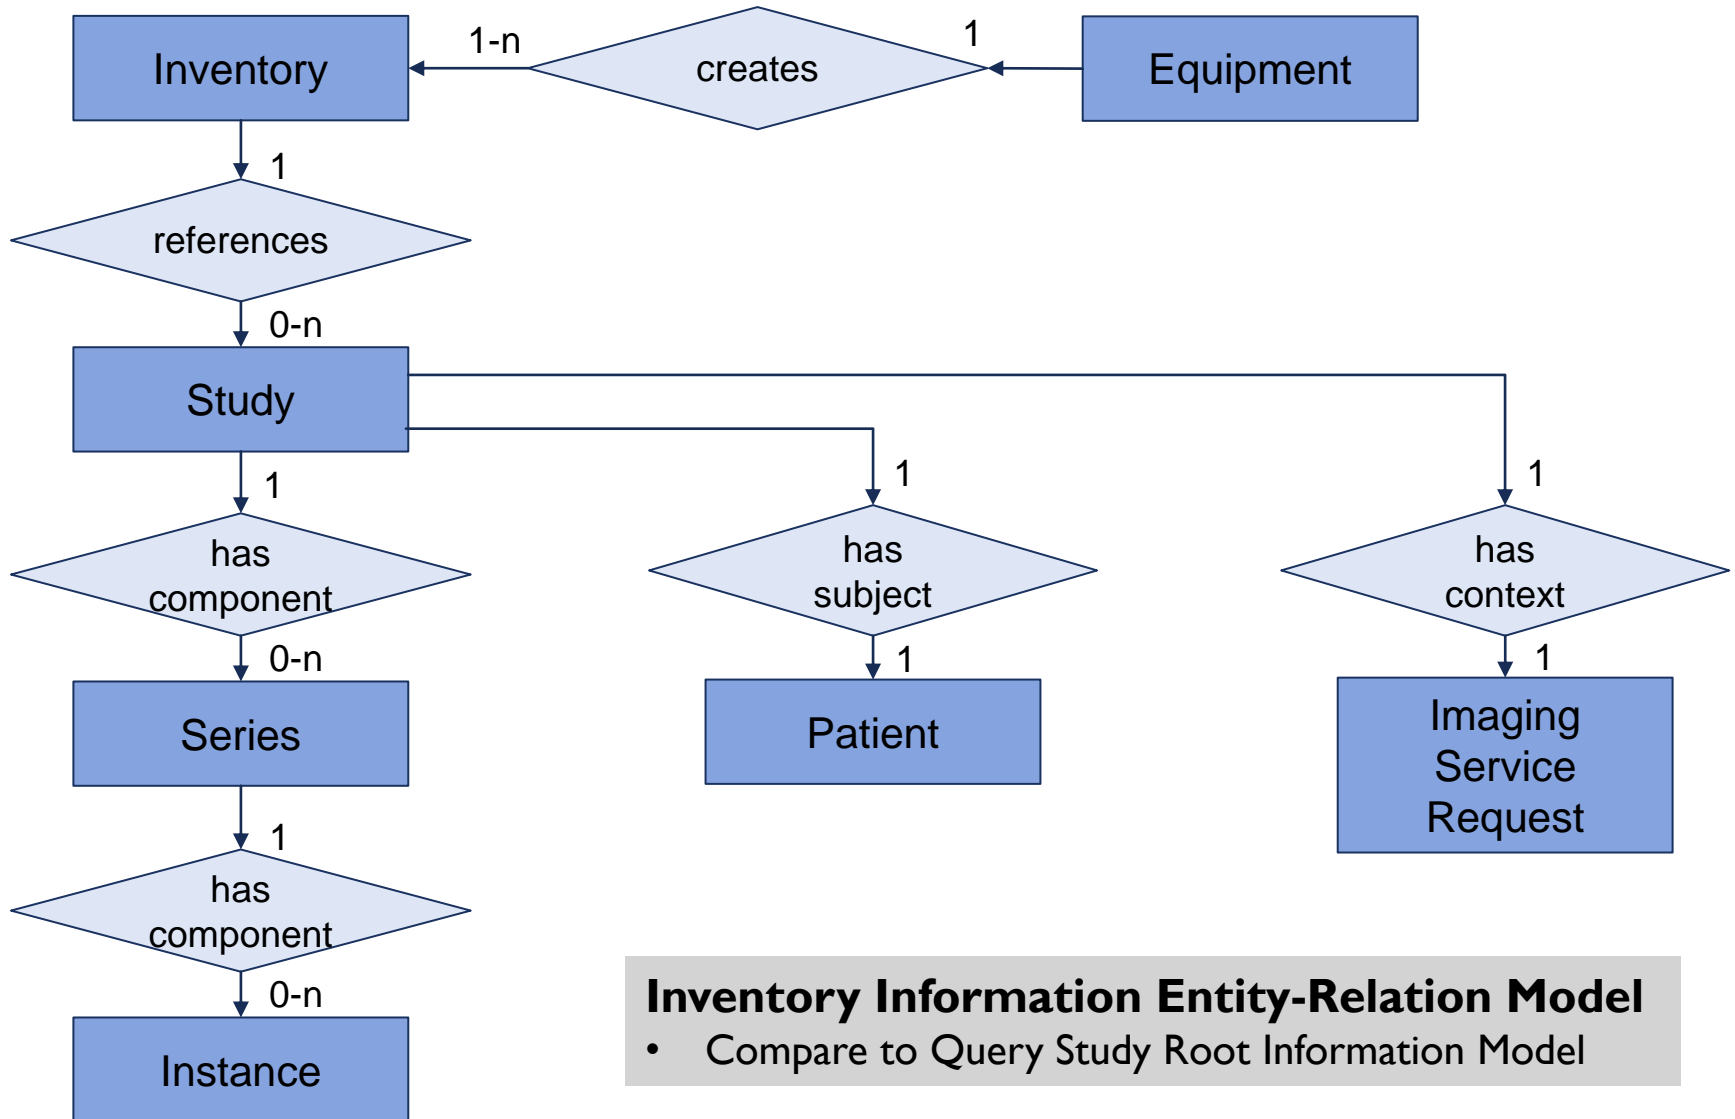 Inventory
1-n
creates
1
Equipment
1
references
0-n
Study
1
has
component
0-n
Series
1
has
component
0-n
Instance
1
has
subject
1
Patient
1
has
context
1
Imaging
Service
Request
Inventory Information Entity-Relation Model
• Compare to Query Study Root Information Model